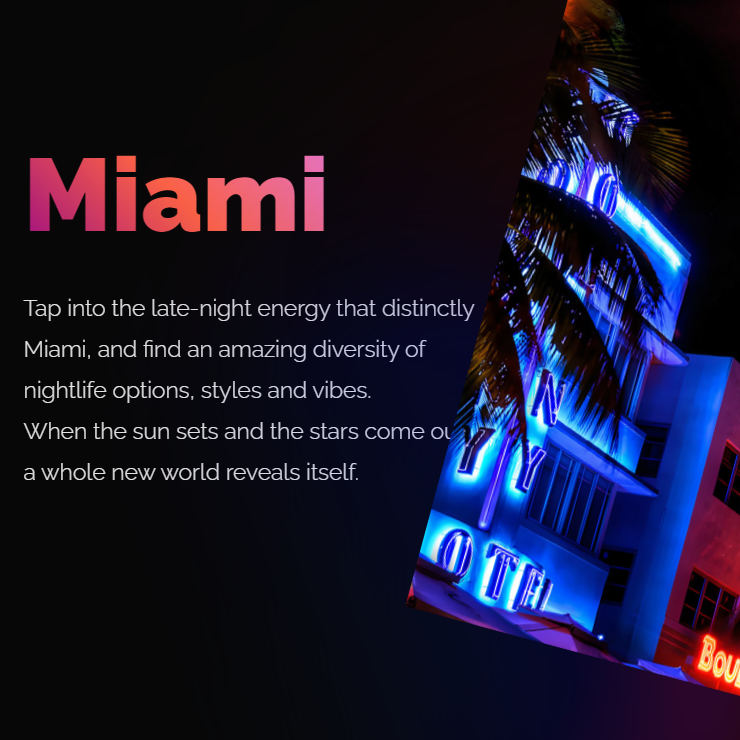 Miami
Tap into the late-night energy that distinctly
Miami, and find an amazing diversity of
nightlife options, styles and vibes.
When the sun sets and the stars come
a whole new world reveals itself.
N
Y Y
OTEL